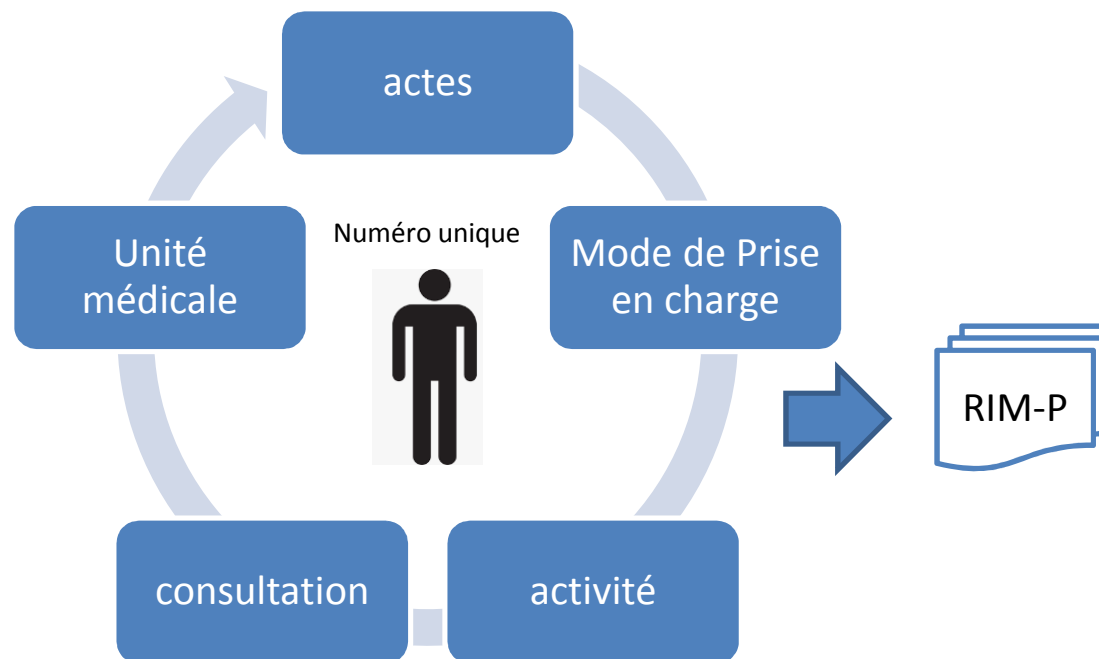 actes
Unité
médicale
Numéro unique
Mode de Prise
en charge
RIM-P
consultation
activité